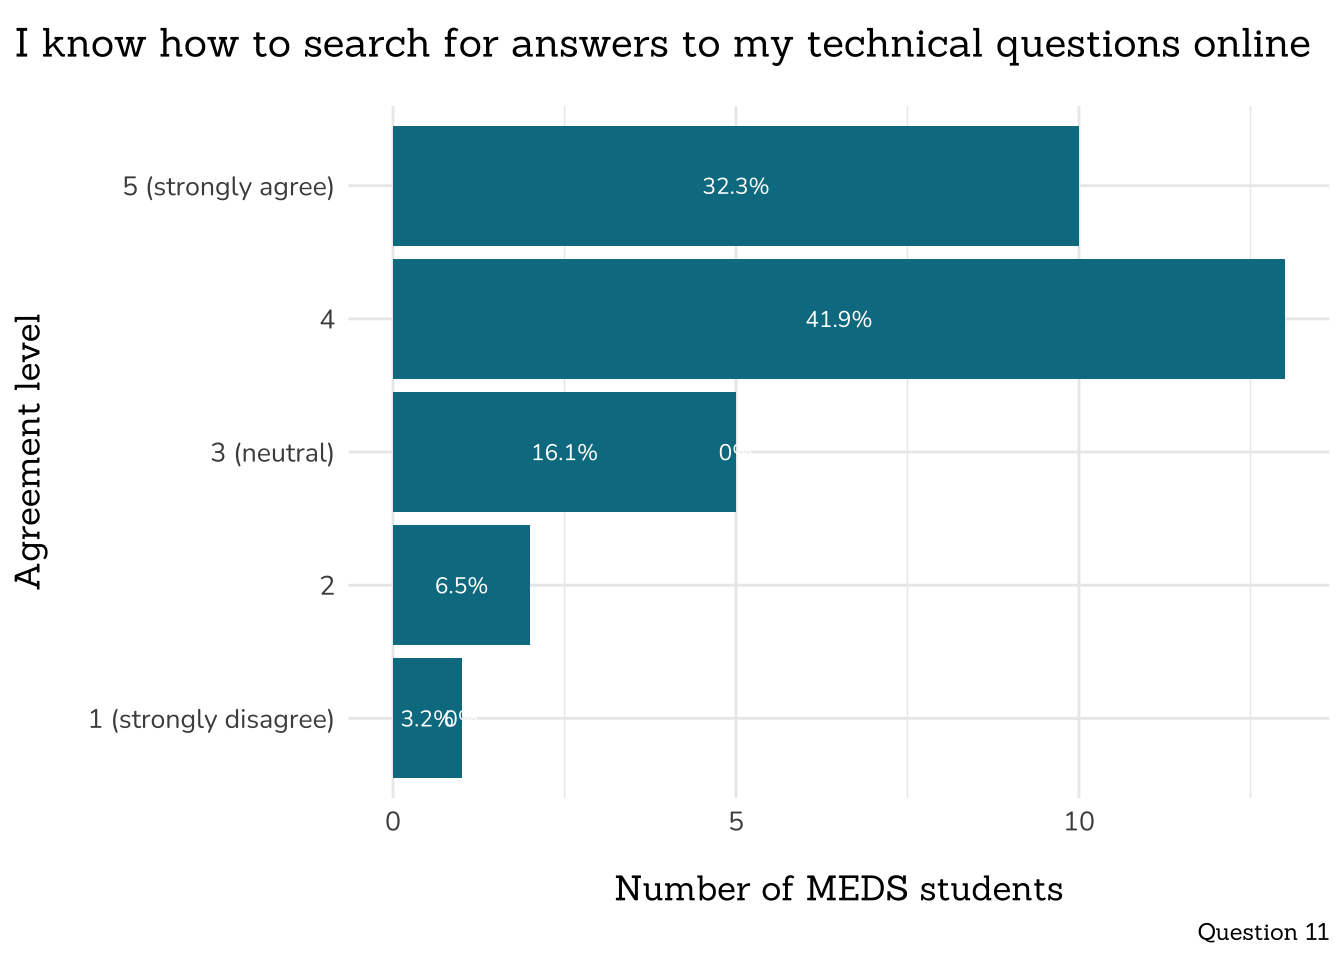 I know how to search for answers to my technical questions online
5 (strongly agree)
32.3%
4
41.9%
3 (neutral)
16.1%
0%
2
6.5%
1 (strongly disagree)
3.2%
0%
0
5
10
Agreement level
Number of MEDS students
Question 11